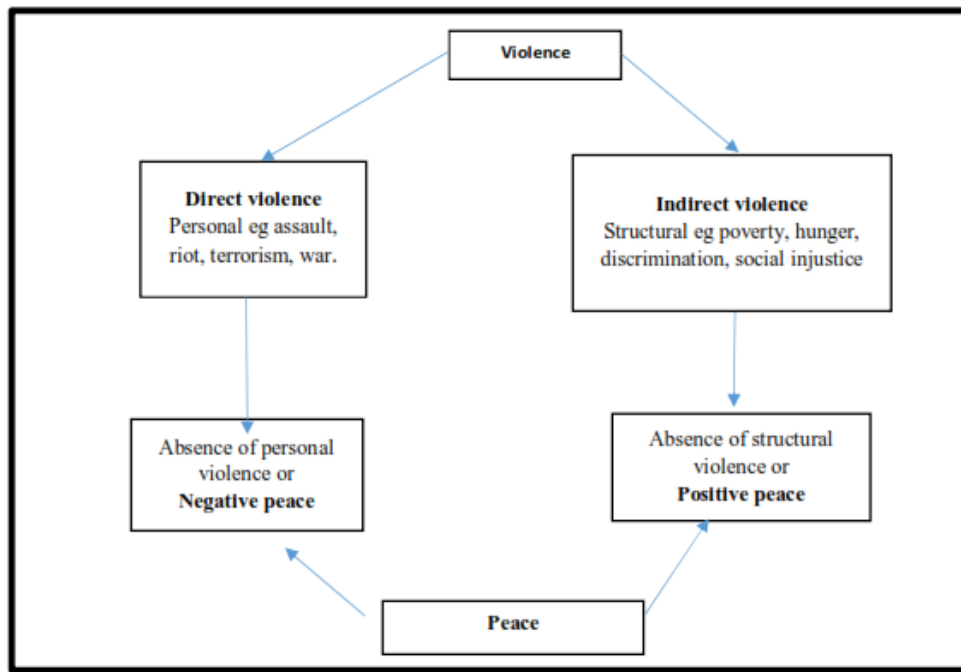 Violence
Direct violence
Personal eg assault,
riot, terrorism, war.
Indirect violence
Structural eg poverty, hunger,
discrimination, social injustice
Absence of personal
violence or
Negative peace
Absence of structural
violence or
Positive peace
Peace